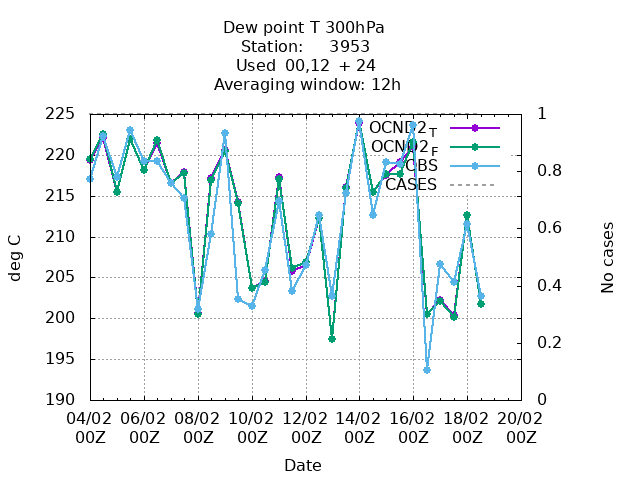 Dew point T 300hPa
Station: 3953
Used 00,12 + 24
Averaging window: 12h
225 1
OCND2T
220 OCND2F
OBS 0.8
215 CASES
210 0.6
205 0.4
200
195 0.2
190 0
deg C
No cases
04/02 06/02 08/02 10/02 12/02 14/02 16/02 18/02 20/02
00Z 00Z 00Z 00Z 00Z 00Z 00Z 00Z 00Z
Date